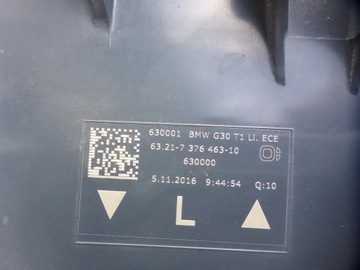 630001 BMW G30 T1 LI. ECE
63.21-7 376 463-10
630000
5.11.2016 9:44:54 Q:10
L